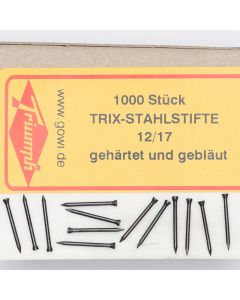 Triumph
www.gowi.de
1000 Stück
TRIX-STAHLSTIFTE
12/17
gehärtet und gebläut